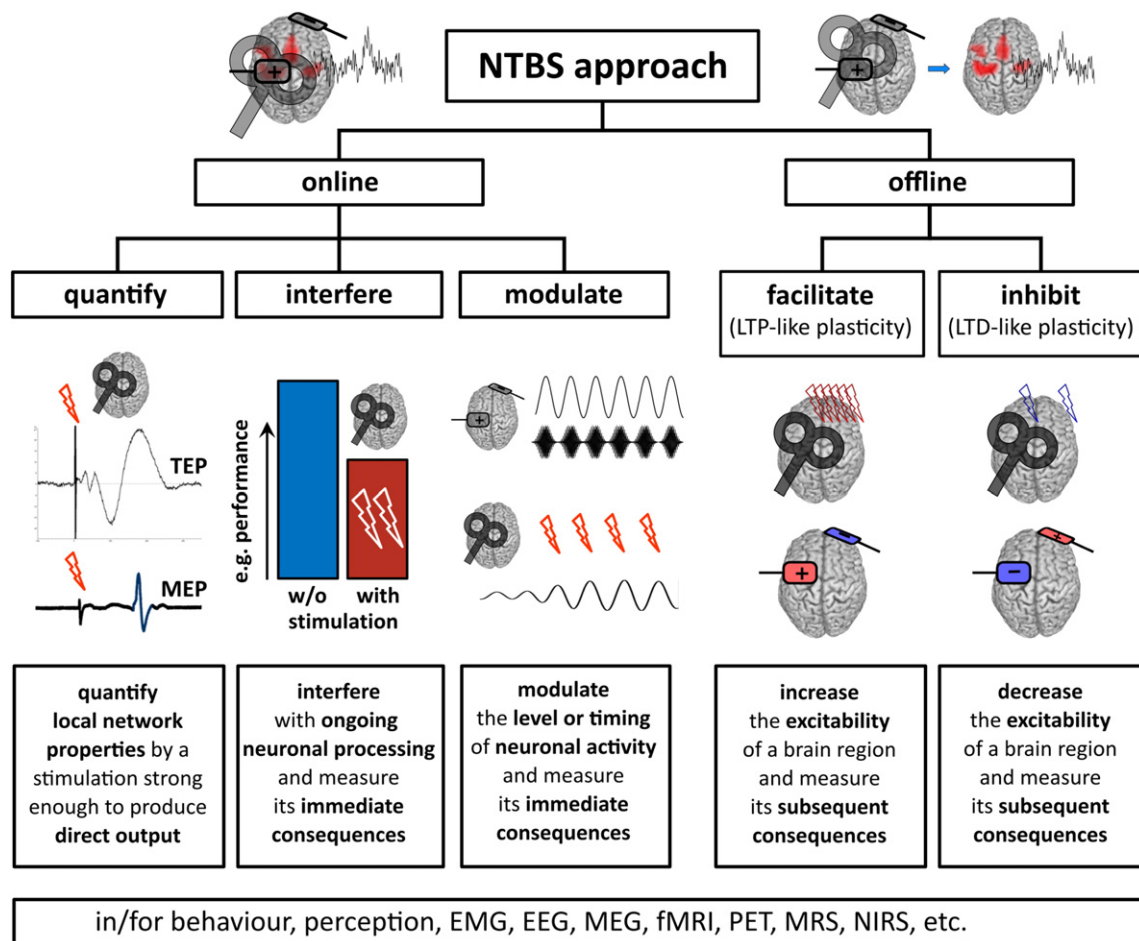 NTBS approach
online
offline
quantify
interfere
modulate
facilitate
(LTP-like plasticity)
inhibit
(LTD-like plasticity)
TEP
MEP
e.g. performance
w/o
with
stimulation
+
+
+
-
-
+
quantify
local network
properties by a
stimulation strong
enough to produce
direct output
interfere
with ongoing
neuronal processing
and measure
its immediate
consequences
modulate
the level or timing
of neuronal activity
and measure
its immediate
consequences
increase
the excitability
of a brain region
and measure
its subsequent
consequences
decrease
the excitability
of a brain region
and measure
its subsequent
consequences
in/for behaviour, perception, EMG, EEG, MEG, fMRI, PET, MRS, NIRS, etc.